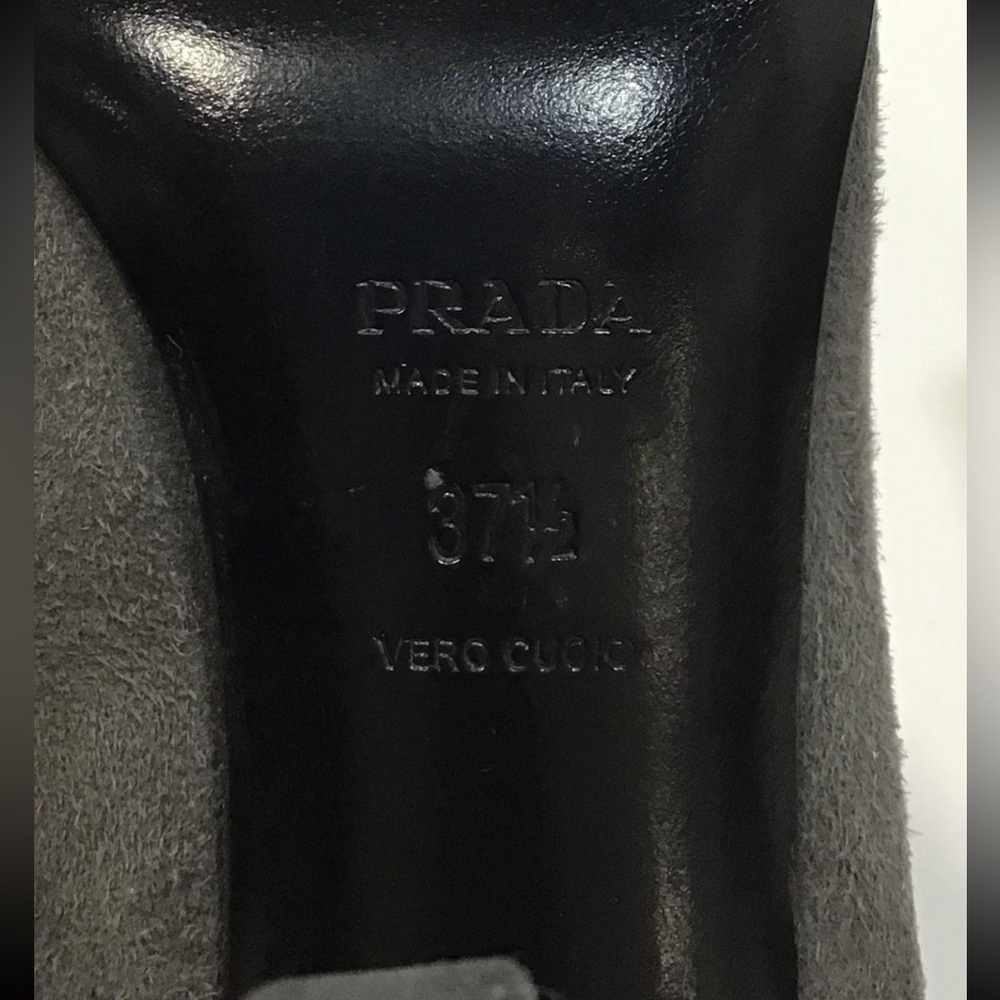 PRADA
MADE IN ITALY
37½
VERO CUOIO